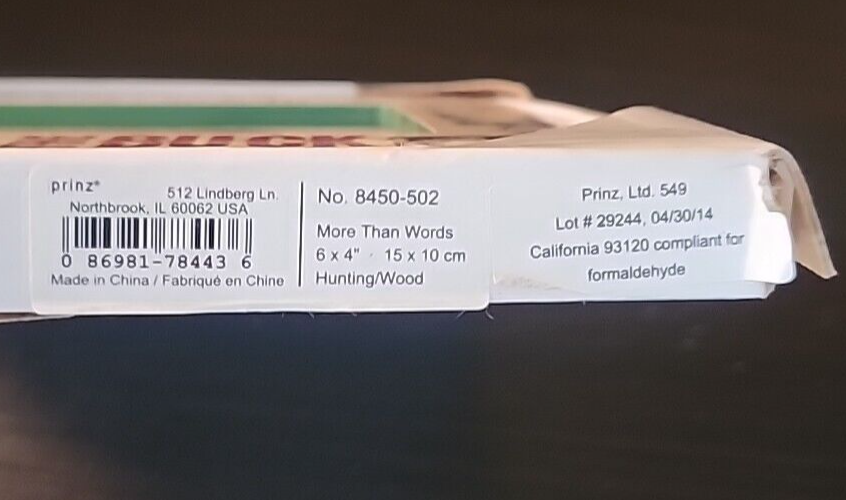 BUCK
prinz®
512 Lindberg Ln.
Northbrook, IL 60062 USA
0 86981-78443 6
Made in China / Fabriqué en Chine
No. 8450-502
More Than Words
6 x 4" · 15 x 10 cm
Hunting/Wood
Prinz, Ltd. 549
Lot # 29244, 04/30/14
California 93120 compliant for
formaldehyde